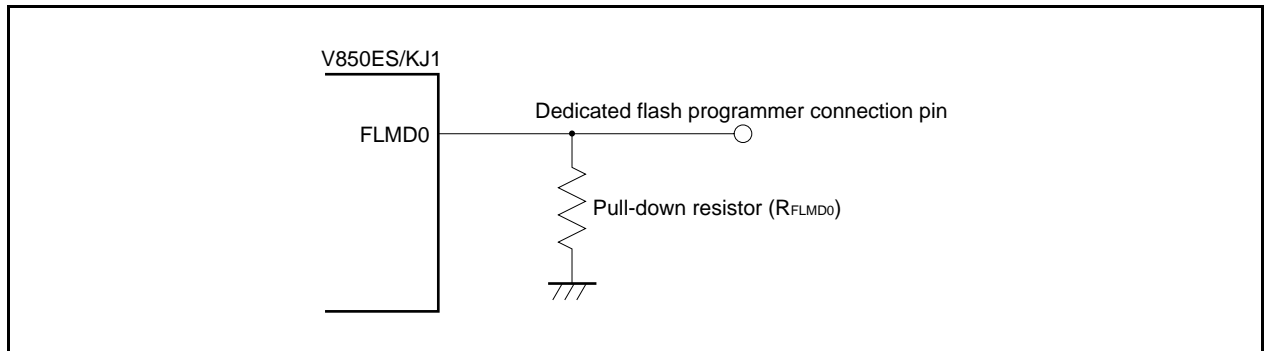 V850ES/KJ1
Dedicated flash programmer connection pin
FLMD0
Pull-down resistor (RFLMD0)